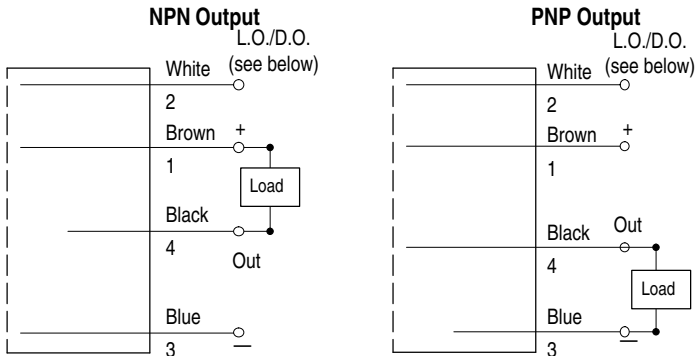 NPN Output
L.O./D.O.
(see below)
White
2
Brown +
1
Load
Black
4
Out
Blue
3 —
PNP Output
L.O./D.O.
(see below)
White
2
Brown +
1
Black Out
4
Load
Blue
3 —